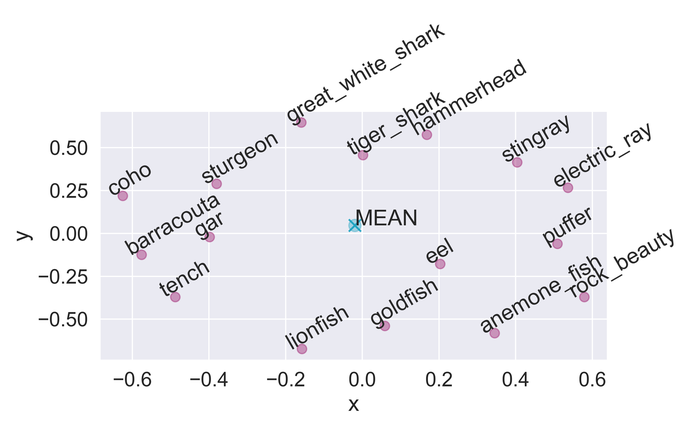 great_white_shark
hammerhead
tiger_shark
stingray
electric_ray
sturgeon
coho
barracouta
gar
MEAN
puffer
eel
tench
rock_beauty
anemone_fish
goldfish
lionfish
0.50
0.25
0.00
−0.25
−0.50
y
−0.6
−0.4
−0.2
0.0
0.2
0.4
0.6
x